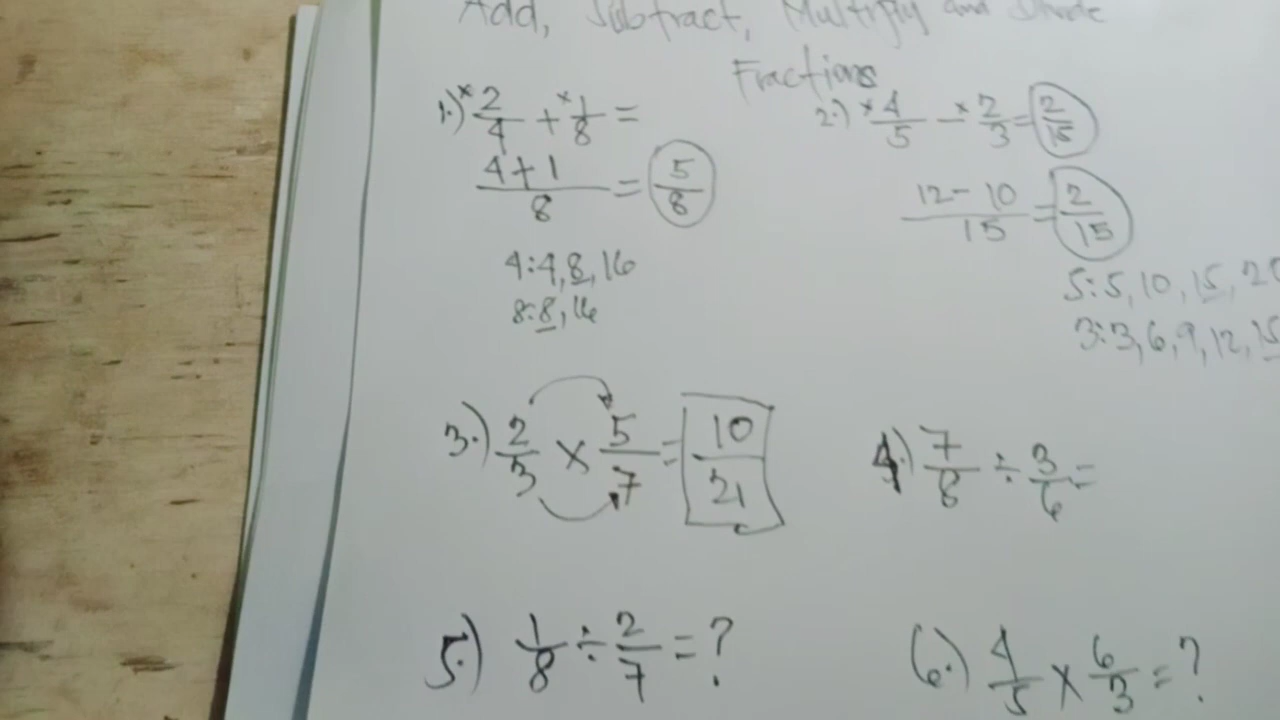 Add, Subtract, Multiply and Divide
Fractions
1.) × 2/4 + × 1/8 =
4+1/8 = 5/8
4:4,8,16
8:8,16
2.) × 4/5 − × 2/3 = 2/15
12-10/15 = 2/15
5:5,10,15,20
3:3,6,9,12,15
3.) 2/3 × 5/7 = 10/21
4.) 7/8 ÷ 3/6 =
5.) 1/8 ÷ 2/7 = ?
6.) 4/5 × 6/3 = ?